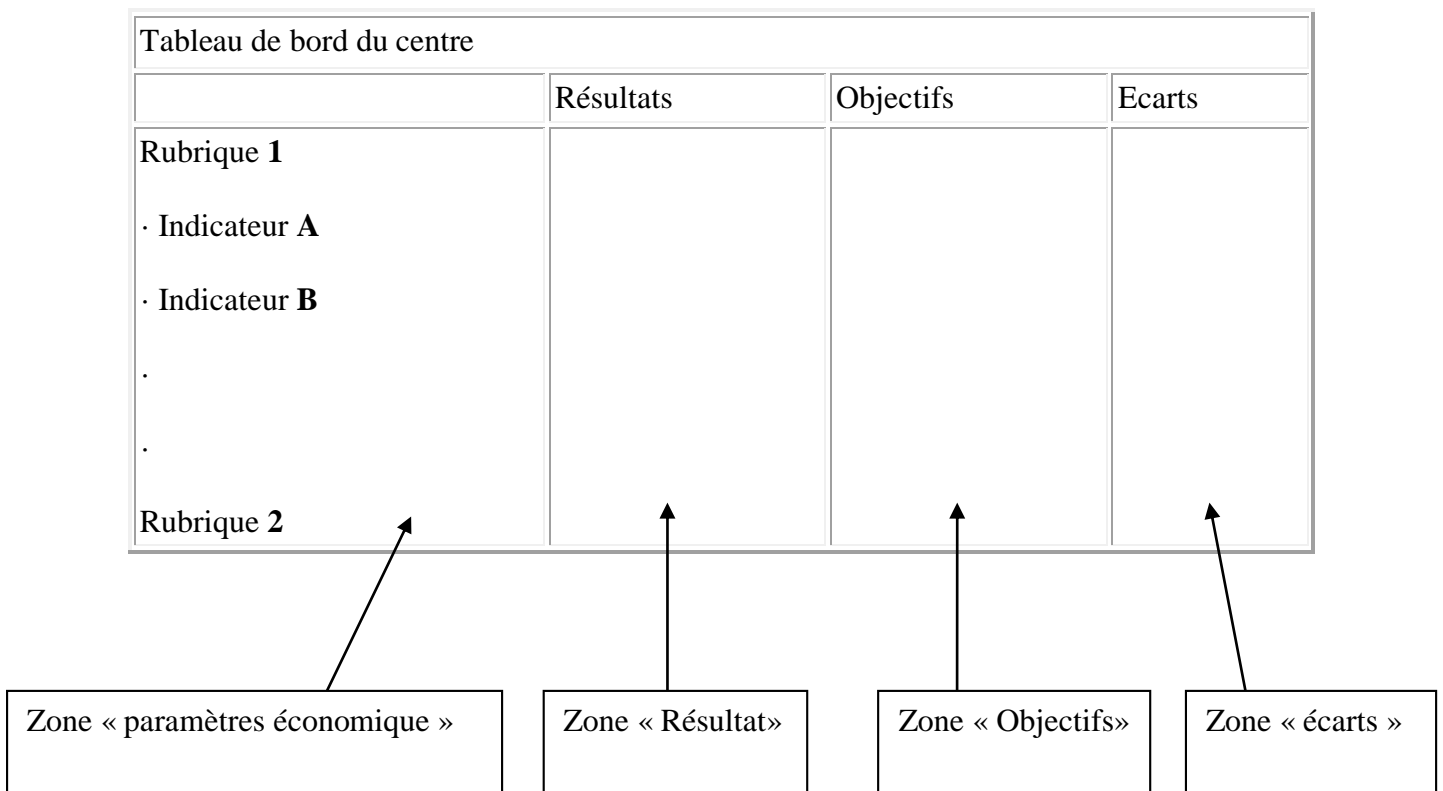 Tableau de bord du centre
Résultats Objectifs Ecarts
Rubrique 1
· Indicateur A
· Indicateur B
·
·
Rubrique 2
Zone « paramètres économique » Zone « Résultat» Zone « Objectifs» Zone « écarts »